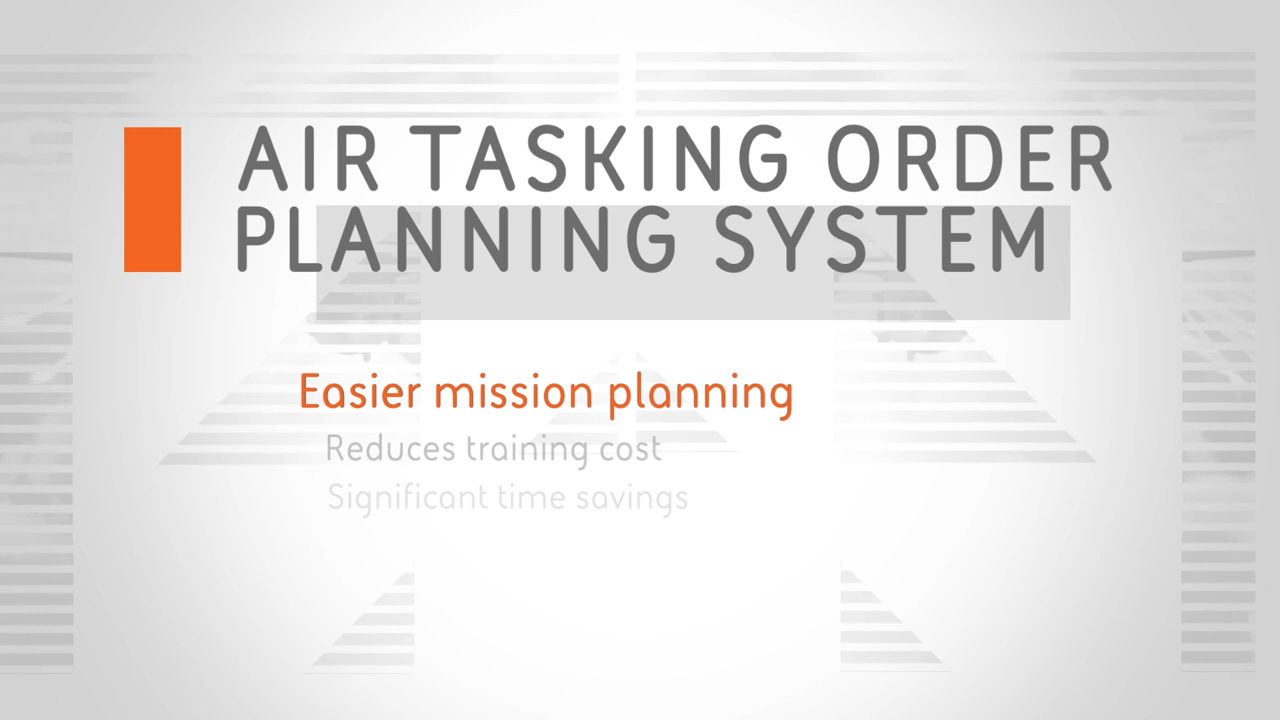 AIR TASKING ORDER
PLANNING SYSTEM
Easier mission planning
Reduces training cost
Significant time savings